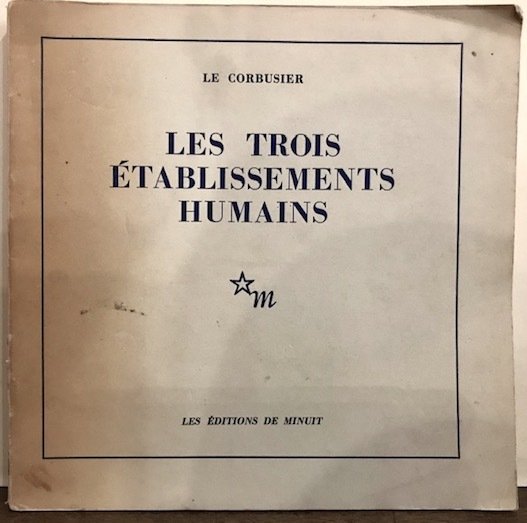 LE CORBUSIER
LES TROIS
ÉTABLISSEMENTS
HUMAINS
m
LES ÉDITIONS DE MINUIT